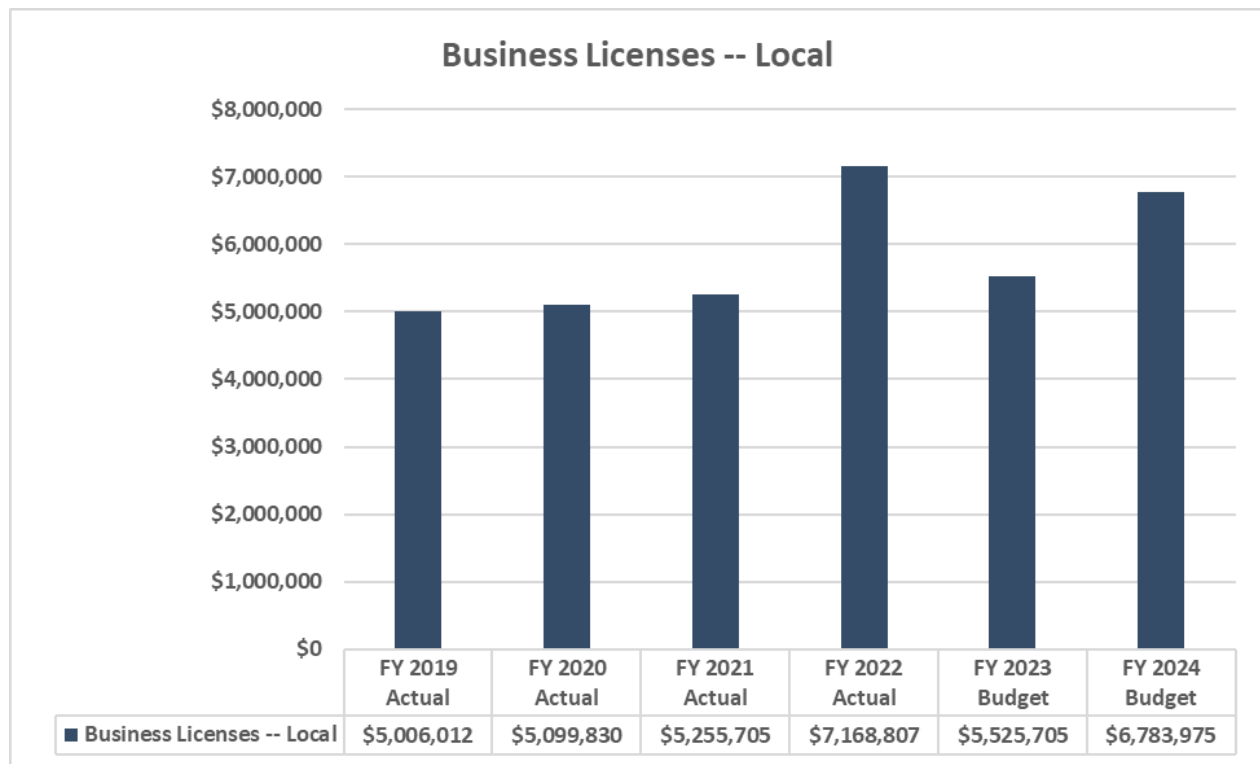 Business Licenses -- Local
$8,000,000
$7,000,000
$6,000,000
$5,000,000
$4,000,000
$3,000,000
$2,000,000
$1,000,000
$0
FY 2019 FY 2020 FY 2021 FY 2022 FY 2023 FY 2024
Actual Actual Actual Actual Budget Budget
Business Licenses -- Local $5,006,012 $5,099,830 $5,255,705 $7,168,807 $5,525,705 $6,783,975